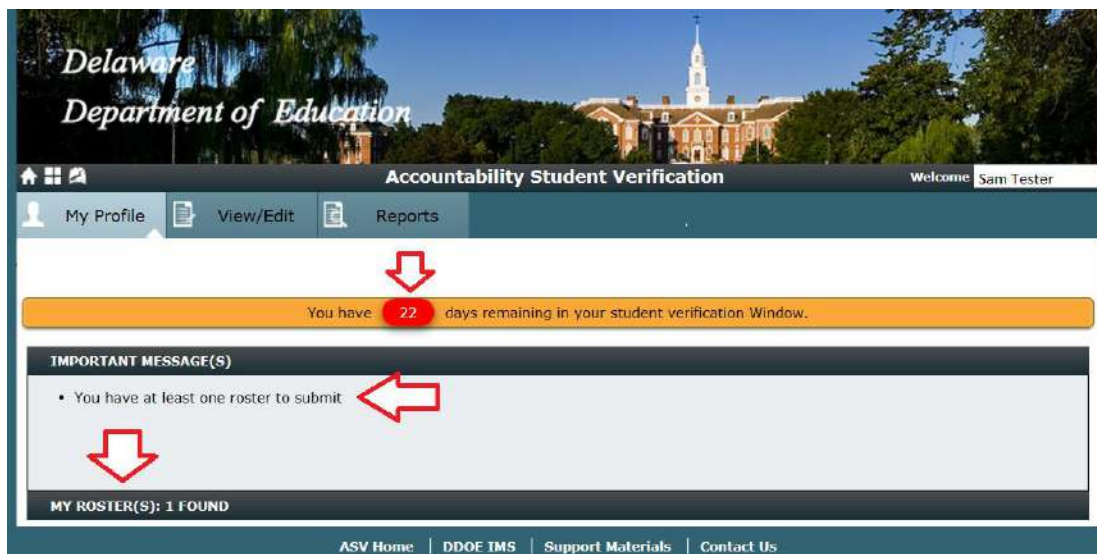 Delaware
Department of Education
Accountability Student Verification
Welcome Sam Tester
My Profile View/Edit Reports
You have 22 days remaining in your student verification Window.
IMPORTANT MESSAGE(S)
• You have at least one roster to submit
MY ROSTER(S): 1 FOUND
ASV Home | DDOE IMS | Support Materials | Contact Us